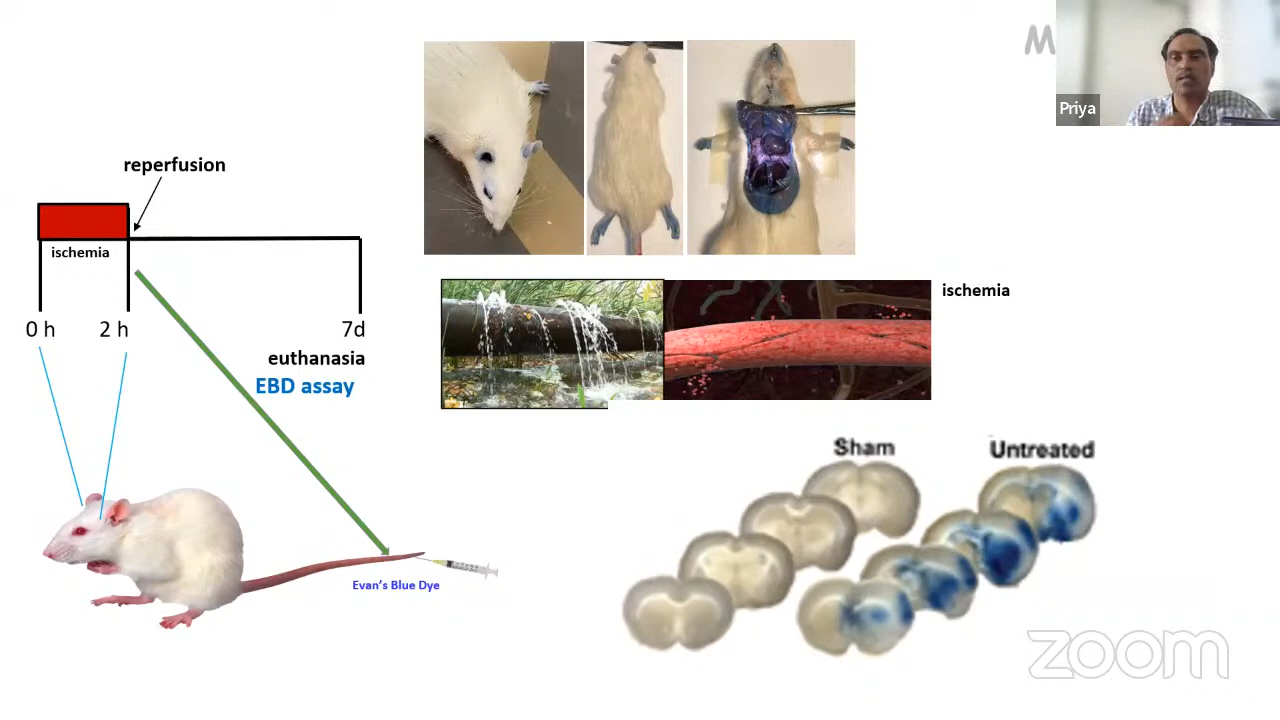 M
Priya
reperfusion
ischemia
0 h
2 h
7d
euthanasia
EBD assay
Evan's Blue Dye
ischemia
Sham
Untreated
zoom